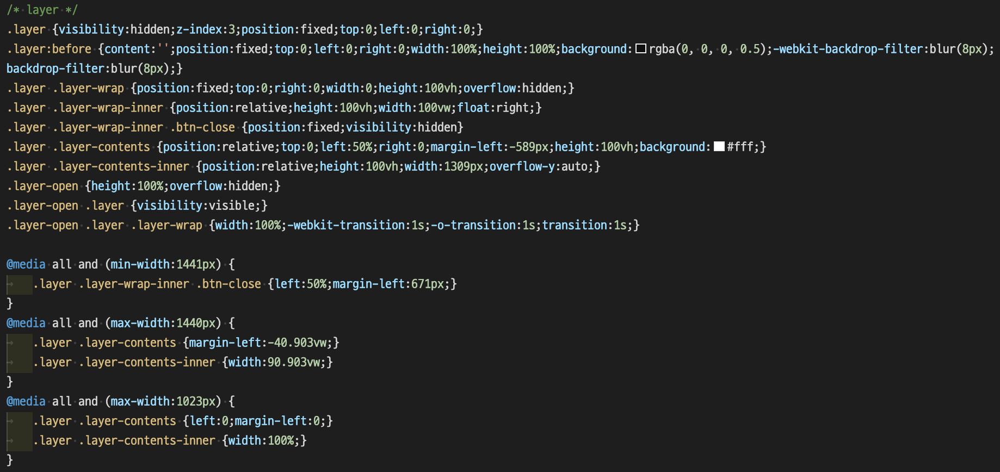 /* layer */
.layer {visibility:hidden;z-index:3;position:fixed;top:0;left:0;right:0;}
.layer:before {content:'';position:fixed;top:0;left:0;right:0;width:100%;height:100%;background:rgba(0, 0, 0, 0.5);-webkit-backdrop-filter:blur(8px);
backdrop-filter:blur(8px);}
.layer .layer-wrap {position:fixed;top:0;right:0;width:0;height:100vh;overflow:hidden;}
.layer .layer-wrap-inner {position:relative;height:100vh;width:100vw;float:right;}
.layer .layer-wrap-inner .btn-close {position:fixed;visibility:hidden}
.layer .layer-contents {position:relative;top:0;left:50%;right:0;margin-left:-589px;height:100vh;background:#fff;}
.layer .layer-contents-inner {position:relative;height:100vh;width:1309px;overflow-y:auto;}
.layer-open {height:100%;overflow:hidden;}
.layer-open .layer {visibility:visible;}
.layer-open .layer .layer-wrap {width:100%;-webkit-transition:1s;-o-transition:1s;transition:1s;}

@media all and (min-width:1441px) {
	.layer .layer-wrap-inner .btn-close {left:50%;margin-left:671px;}
}
@media all and (max-width:1440px) {
	.layer .layer-contents {margin-left:-40.903vw;}
	.layer .layer-contents-inner {width:90.903vw;}
}
@media all and (max-width:1023px) {
	.layer .layer-contents {left:0;margin-left:0;}
	.layer .layer-contents-inner {width:100%;}
}